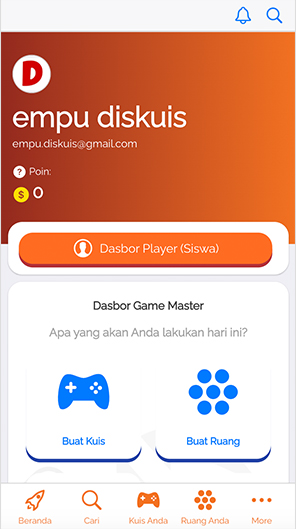 D
empu diskuis
empu.diskuis@gmail.com
? Poin:
$ 0
Dasbor Player (Siswa)
Dasbor Game Master
Apa yang akan Anda lakukan hari ini?
Buat Kuis
Buat Ruang
Beranda
Cari
Kuis Anda
Ruang Anda
More